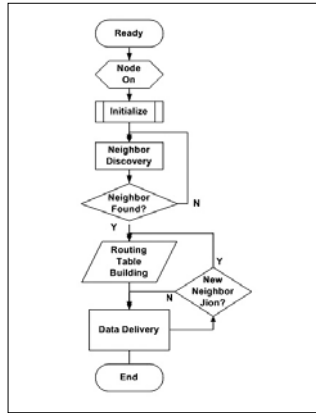 Ready
Node
On
Initialize
Neighbor
Discovery
Neighbor
Found?
N
Y
Routing
Table
Building
Y
New
Neighbor
Jion?
N
Data Delivery
End